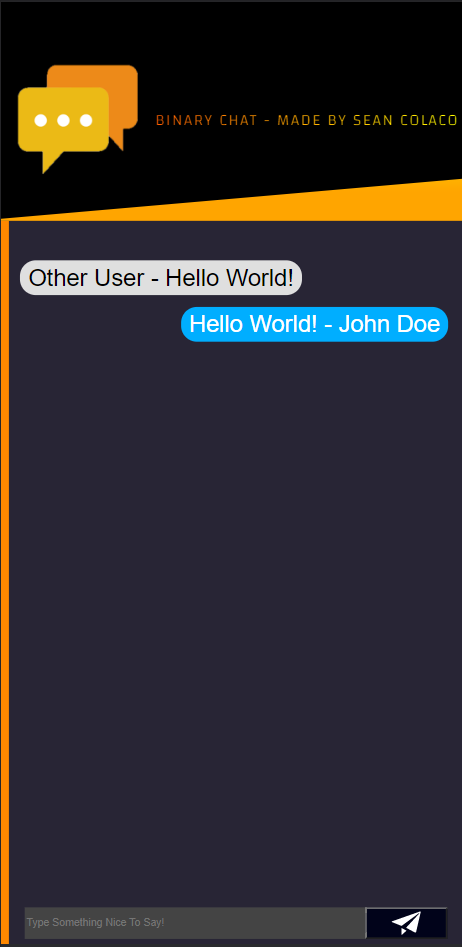 BINARY CHAT - MADE BY SEAN COLACO
Other User - Hello World!
Hello World! - John Doe
Type Something Nice To Say!